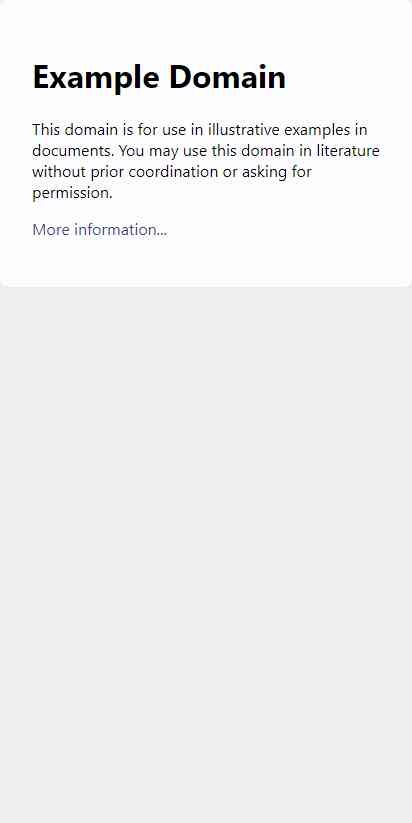 Example Domain
This domain is for use in illustrative examples in
documents. You may use this domain in literature
without prior coordination or asking for
permission.
More information...